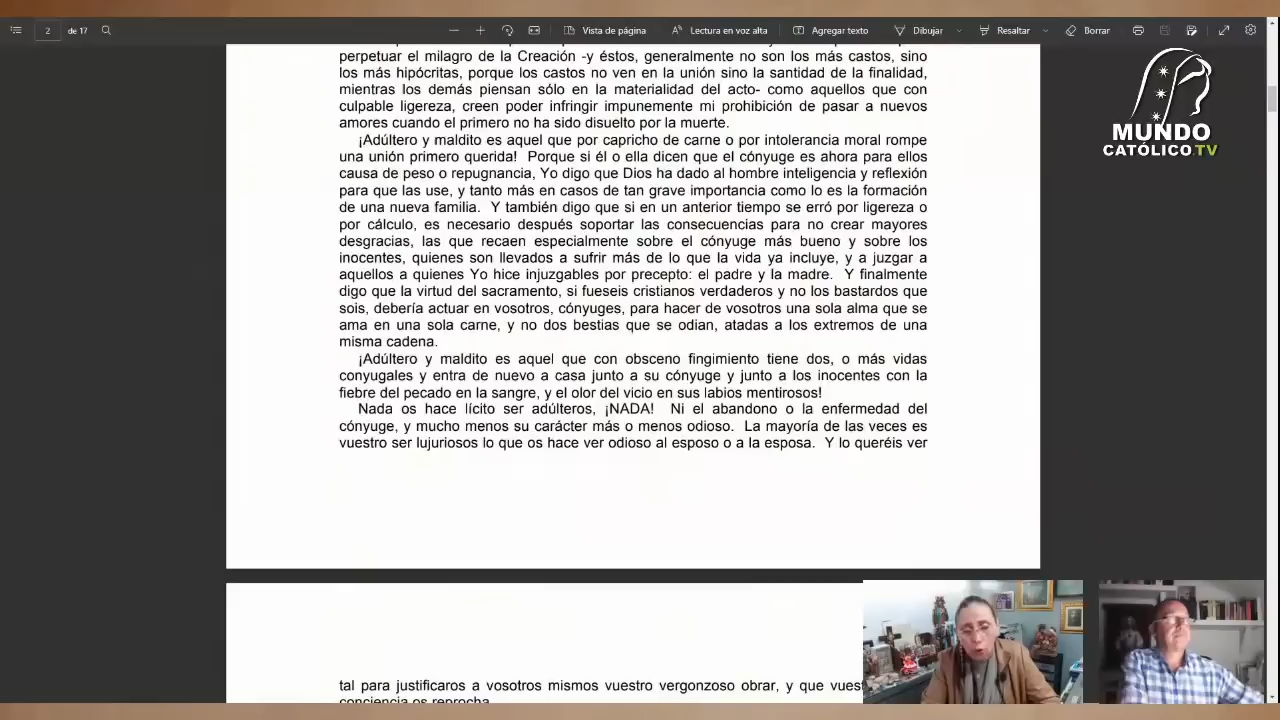 2 de 17 Vista de página Lectura en voz alta Agregar texto Dibujar Resaltar Borrar
perpetuar el milagro de la Creación -y éstos, generalmente no son los más castos, sino
los más hipócritas, porque los castos no ven en la unión sino la santidad de la finalidad,
mientras los demás piensan sólo en la materialidad del acto- como aquellos que con
culpable ligereza, creen poder infringir impunemente mi prohibición de pasar a nuevos
amores cuando el primero no ha sido disuelto por la muerte.
¡Adúltero y maldito es aquel que por capricho de carne o por intolerancia moral rompe
una unión primero querida! Porque si él o ella dicen que el cónyuge es ahora para ellos
causa de peso o repugnancia, Yo digo que Dios ha dado al hombre inteligencia y reflexión
para que las use, y tanto más en casos de tan grave importancia como lo es la formación
de una nueva familia. Y también digo que si en un anterior tiempo se erró por ligereza o
por cálculo, es necesario después soportar las consecuencias para no crear mayores
desgracias, las que recaen especialmente sobre el cónyuge más bueno y sobre los
inocentes, quienes son llevados a sufrir más de lo que la vida ya incluye, y a juzgar a
aquellos a quienes Yo hice injuzgables por precepto: el padre y la madre. Y finalmente
digo que la virtud del sacramento, si fueseis cristianos verdaderos y no los bastardos que
sois, debería actuar en vosotros, cónyuges, para hacer de vosotros una sola alma que se
ama en una sola carne, y no dos bestias que se odian, atadas a los extremos de una
misma cadena.
¡Adúltero y maldito es aquel que con obsceno fingimiento tiene dos, o más vidas
conyugales y entra de nuevo a casa junto a su cónyuge y junto a los inocentes con la
fiebre del pecado en la sangre, y el olor del vicio en sus labios mentirosos!
Nada os hace lícito ser adúlteros, ¡NADA! Ni el abandono o la enfermedad del
cónyuge, y mucho menos su carácter más o menos odioso. La mayoría de las veces es
vuestro ser lujuriosos lo que os hace ver odioso al esposo o a la esposa. Y lo queréis ver
tal para justificaros a vosotros mismos vuestro vergonzoso obrar, y que
conciencia os reprocha
MUNDO
CATÓLICO.TV